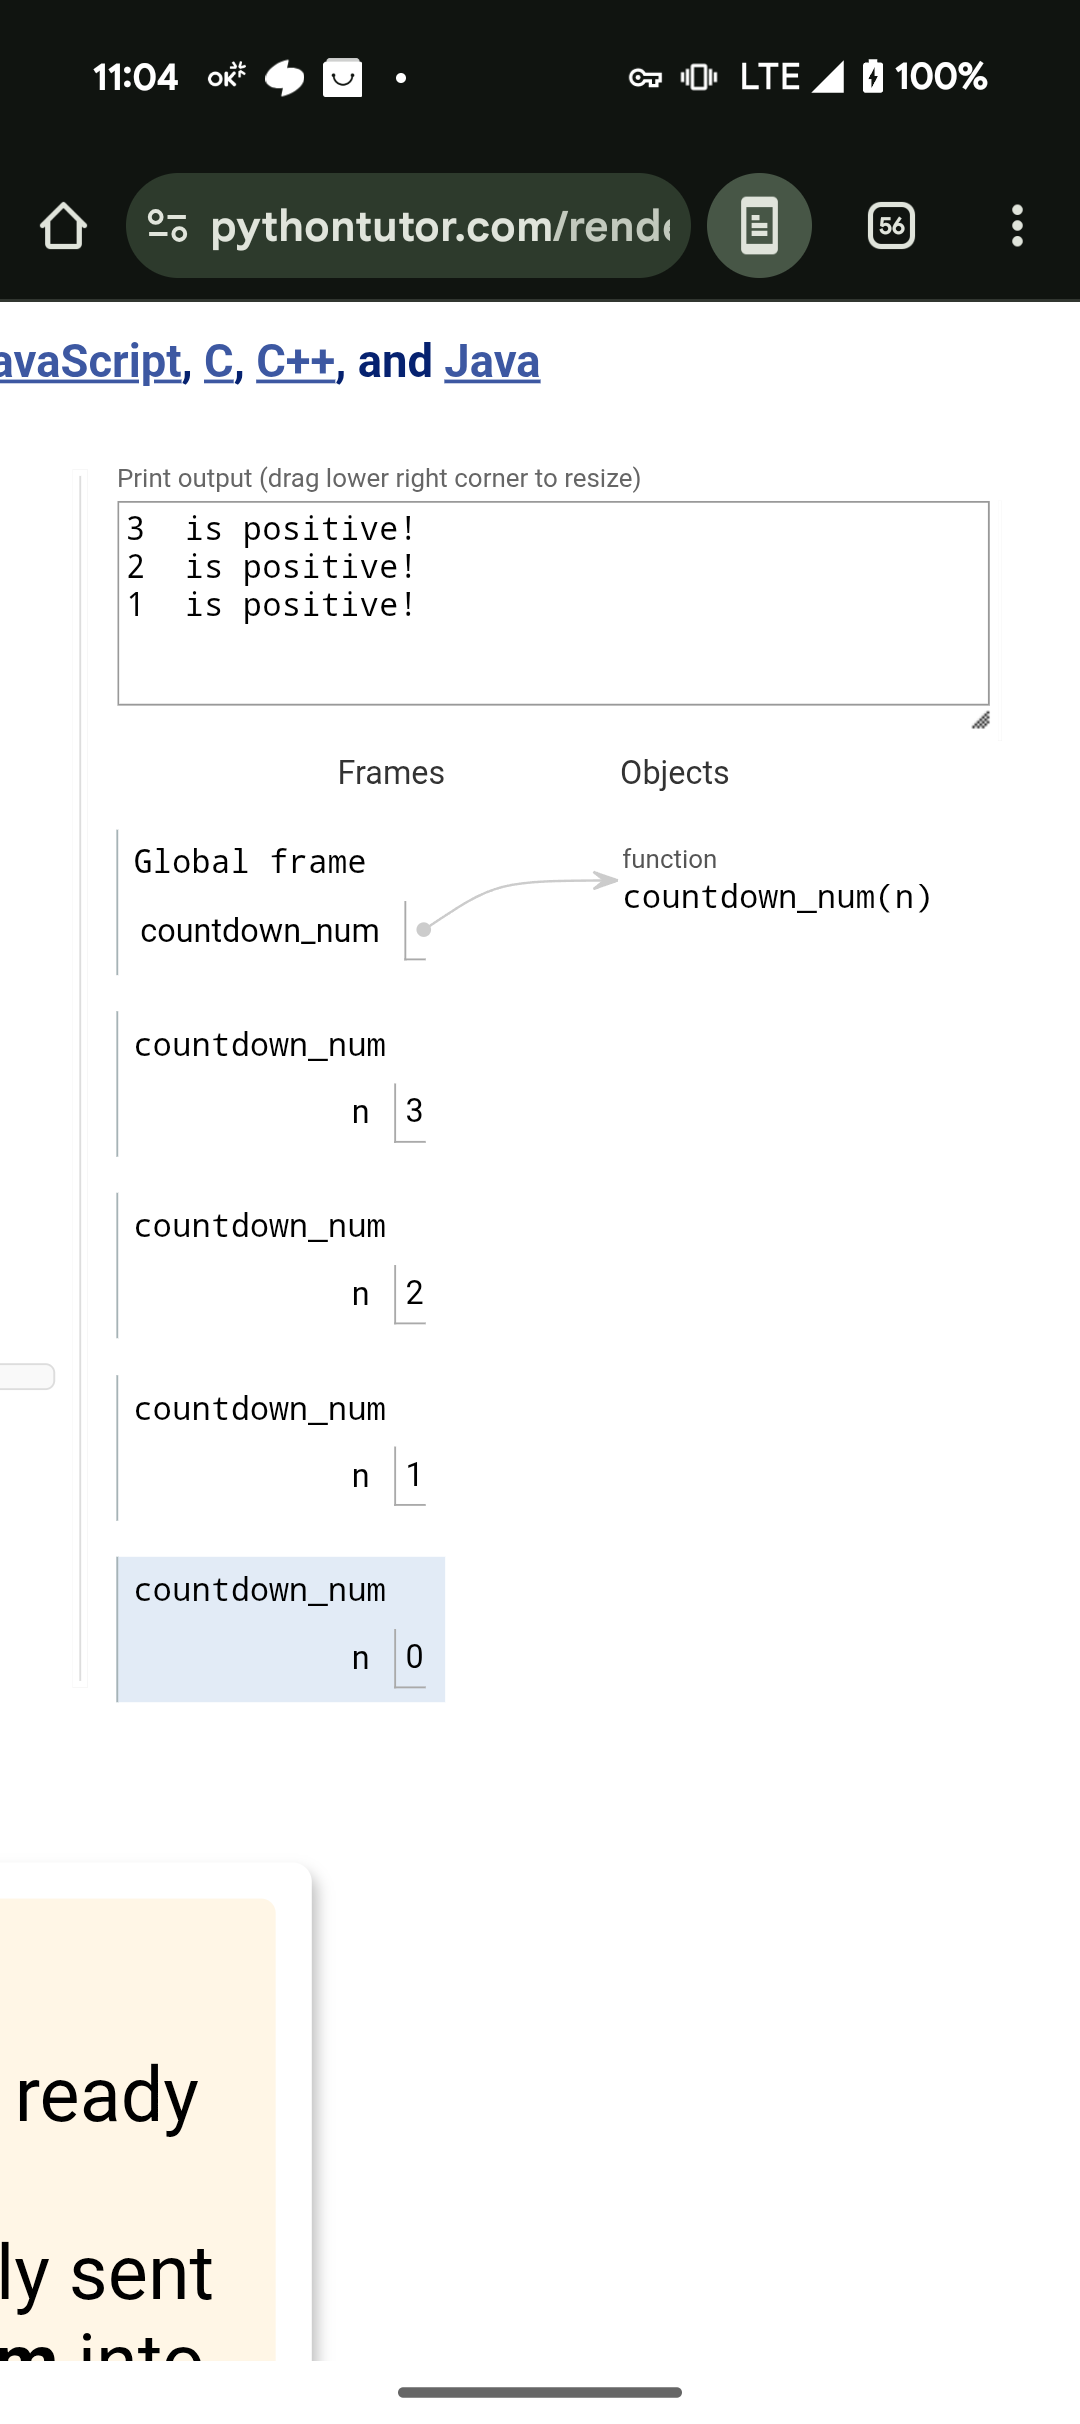 11:04 OK LTE 100%
pythontutor.com/rend
56
avaScript, C, C++, and Java
Print output (drag lower right corner to resize)
3  is positive!
2  is positive!
1  is positive!
Frames Objects
Global frame
countdown_num
function
countdown_num(n)
countdown_num
n 3
countdown_num
n 2
countdown_num
n 1
countdown_num
n 0
ready
ly sent
m into